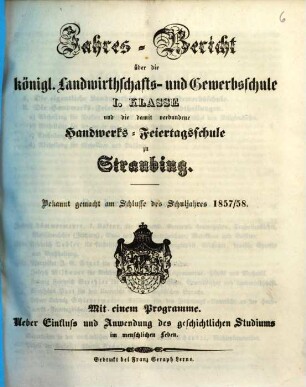 6
Jahres-Bericht
über die
königl. Landwirthschafts- und Gewerbsschule
I. KLASSE
und die damit verbundene
Handwerks-Feiertagsschule
zu
Straubing.
Bekannt gemacht am Schlusse des Schuljahres 1857/58.
Mit einem Programme.
Ueber Einfluss und Anwendung des geschichtlichen Studiums
im menschlichen Leben.
Gedruckt bei Franz Seraph Lerno.